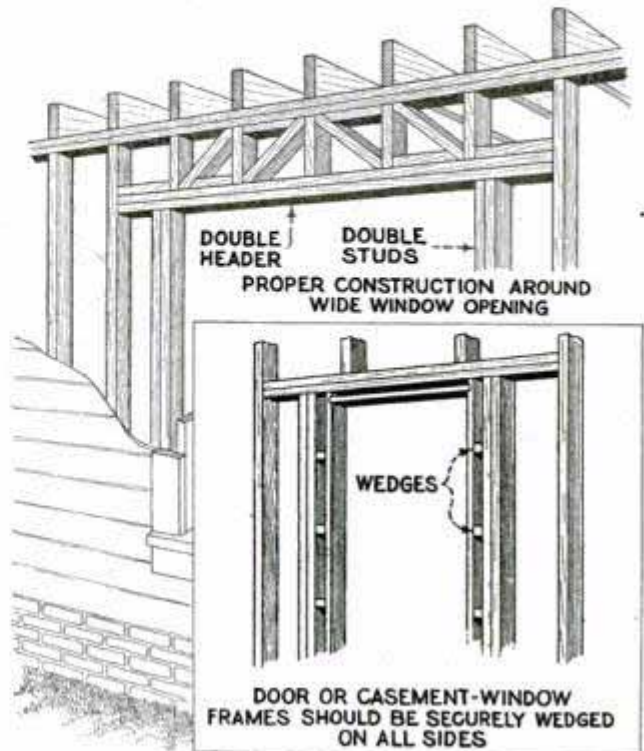 DOUBLE
HEADER
DOUBLE
STUDS
PROPER CONSTRUCTION AROUND
WIDE WINDOW OPENING
WEDGES
DOOR OR CASEMENT-WINDOW
FRAMES SHOULD BE SECURELY WEDGED
ON ALL SIDES